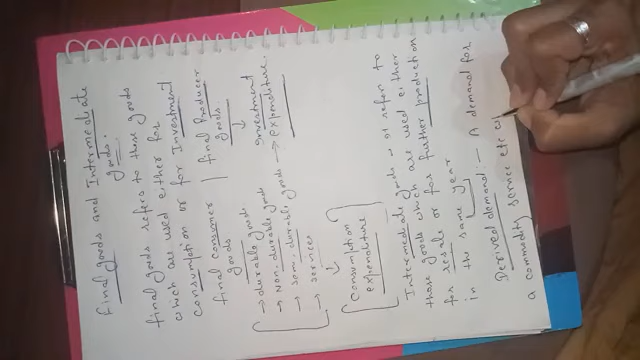 Final goods and Intermediate
goods :
final goods refers to those goods
which are used either for
consumption or for Investment
final consumer goods | final Producer goods.
→ durable goods
→ Non-durable goods
→ semi-durable goods
→ services
↓
Consumption
expenditure
↓
Investment
→ expenditure.
Intermediate goods → refer to
those goods which are used either
for resale or for further production
in the same year
Derived demand :- A demand for
a commodity, service etc